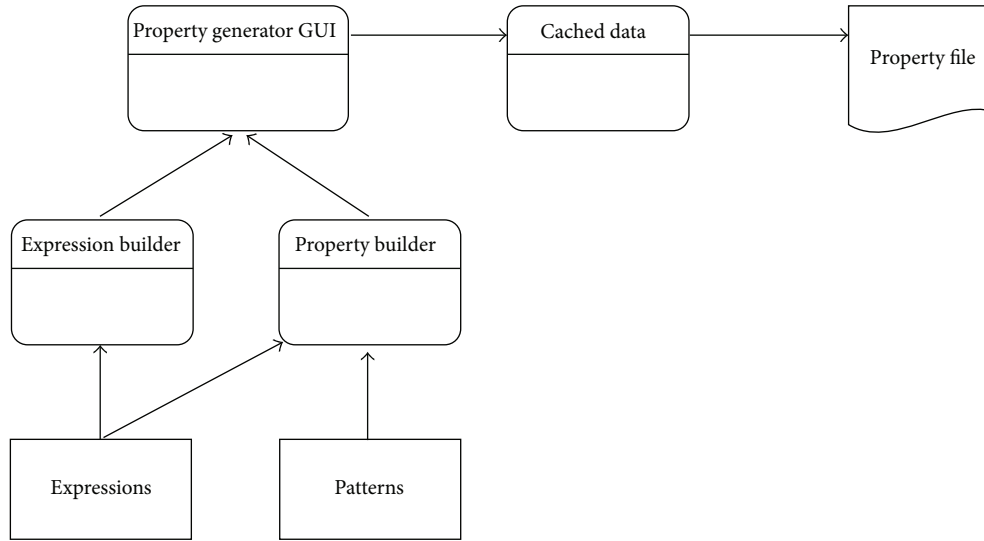 Property generator GUI
Cached data
Property file
Expression builder
Property builder
Expressions
Patterns